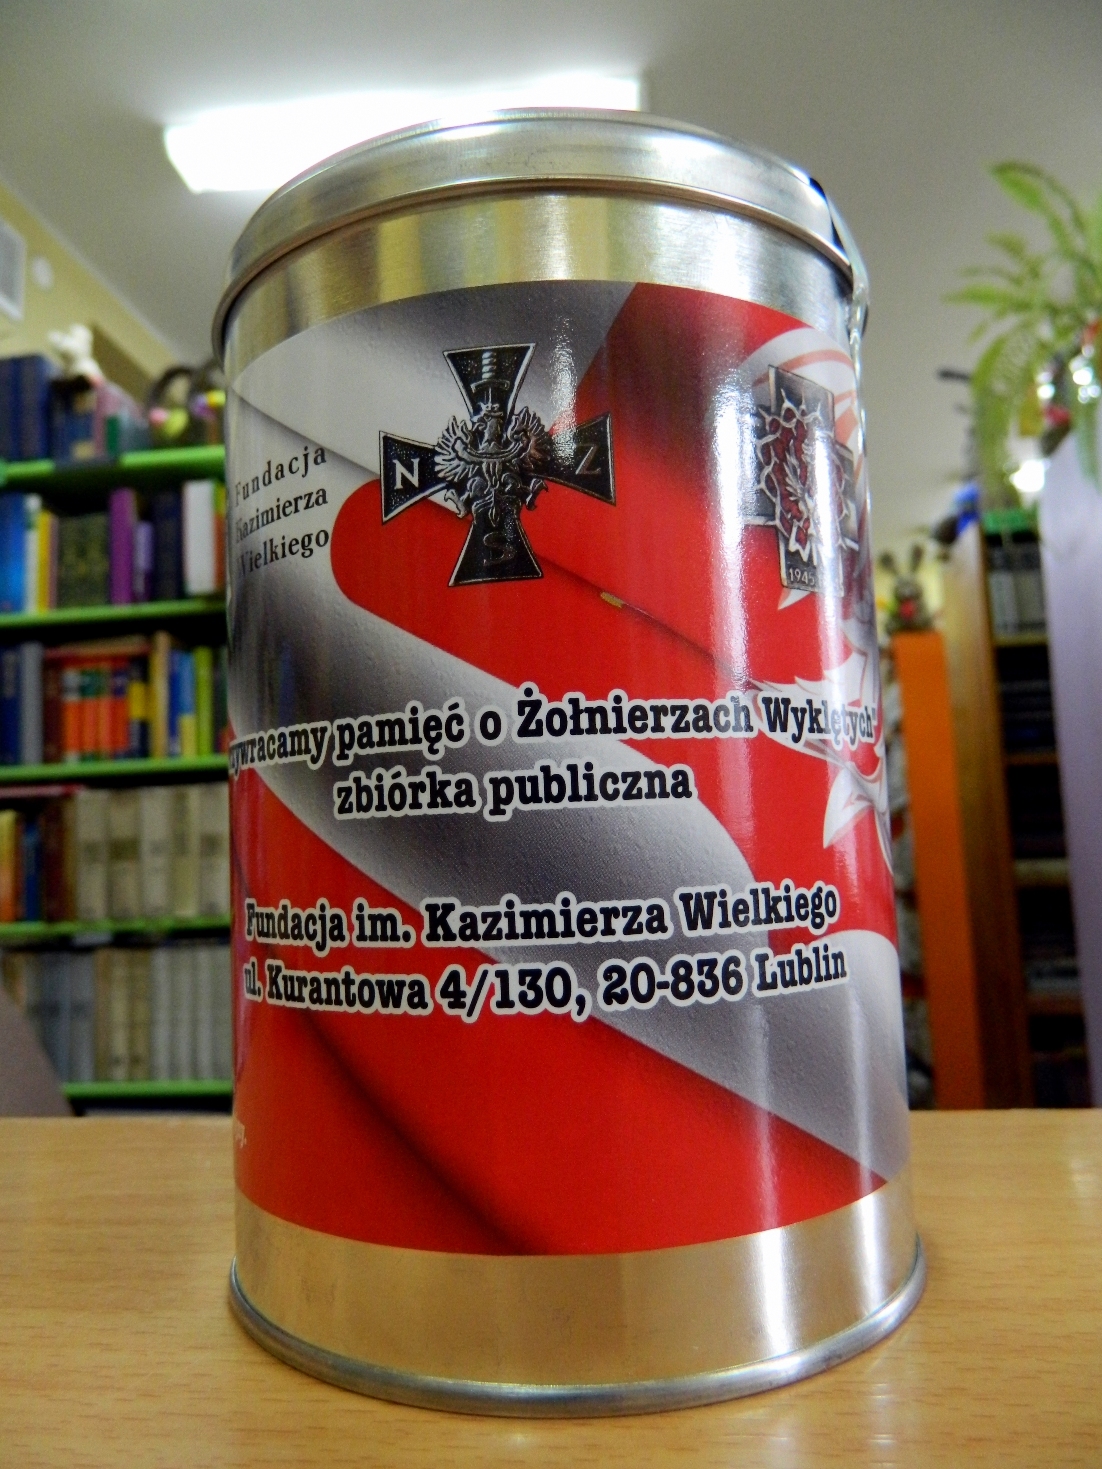 Fundacja
Kazimierza
Wielkiego
N
Z
S
1945
pamięć o Żołnierzach Wyklętych"
zbiórka publiczna
Fundacja im. Kazimierza Wielkiego
ul. Kurantowa 4/130, 20-836 Lublin